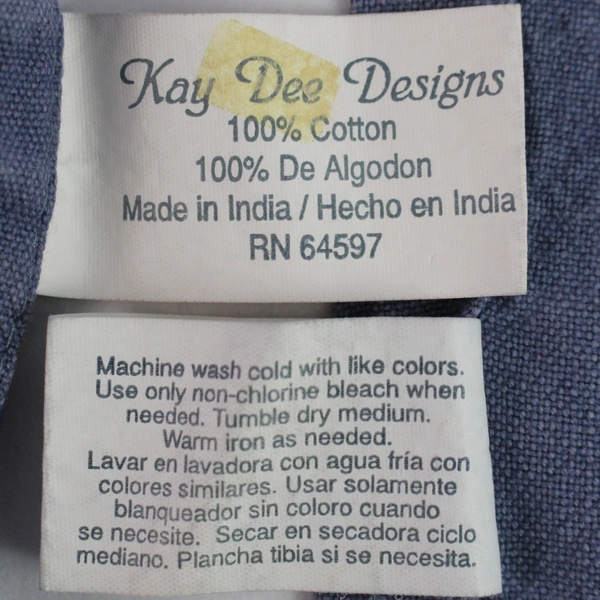 Kay Dee Designs
100% Cotton
100% De Algodon
Made in India / Hecho en India
RN 64597
Machine wash cold with like colors.
Use only non-chlorine bleach when
needed. Tumble dry medium.
Warm iron as needed.
Lavar en lavadora con agua fría con
colores similares. Usar solamente
blanqueador sin coloro cuando
se necesite. Secar en secadora ciclo
mediano. Plancha tibia si se necesita.